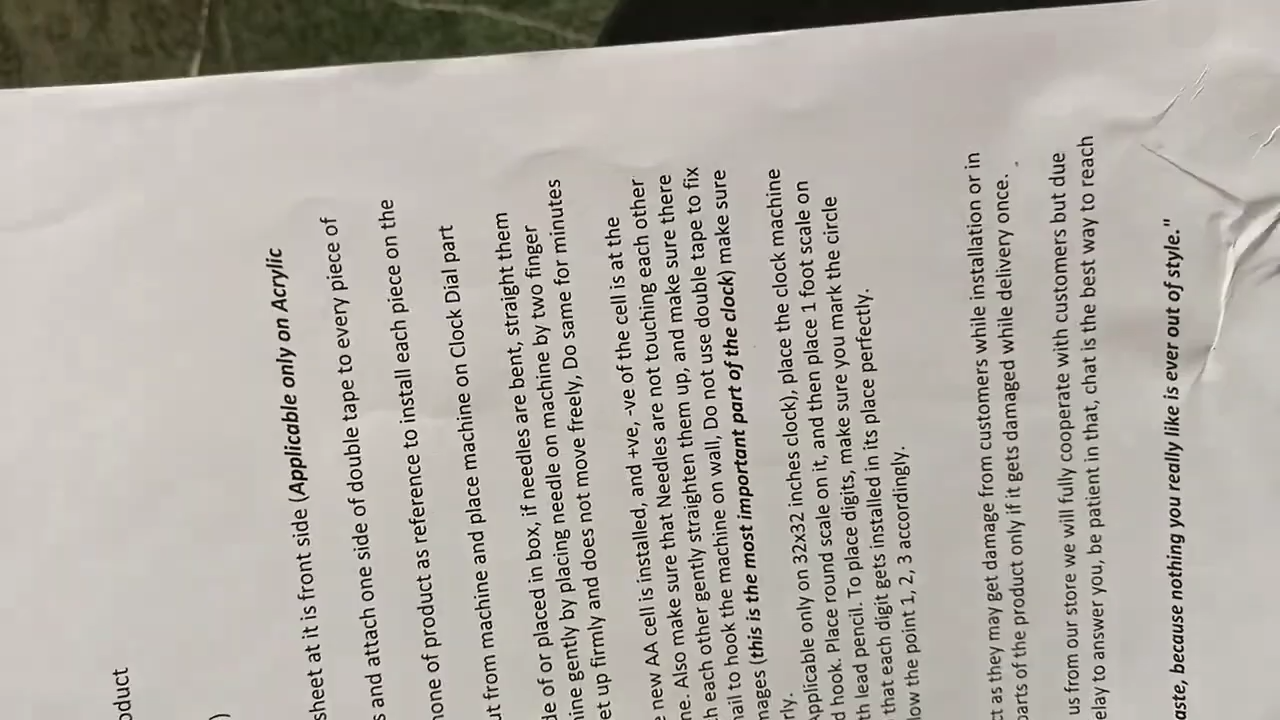 oduct
)
sheet at it is front side (Applicable only on Acrylic
s and attach one side of double tape to every piece of
none of product as reference to install each piece on the
ut from machine and place machine on Clock Dial part
de of or placed in box, if needles are bent, straight them
hine gently by placing needle on machine by two finger
et up firmly and does not move freely, Do same for minutes
e new AA cell is installed, and +ve, -ve of the cell is at the
ne. Also make sure that Needles are not touching each other
h each other gently straighten them up, and make sure there
nail to hook the machine on wall, Do not use double tape to fix
mages (this is the most important part of the clock) make sure
rly.
Applicable only on 32x32 inches clock), place the clock machine
d hook. Place round scale on it, and then place 1 foot scale on
th lead pencil. To place digits, make sure you mark the circle
that each digit gets installed in its place perfectly.
low the point 1, 2, 3 accordingly.
ct as they may get damage from customers while installation or in
parts of the product only if it gets damaged while delivery once.
us from our store we will fully cooperate with customers but due
elay to answer you, be patient in that, chat is the best way to reach
aste, because nothing you really like is ever out of style."